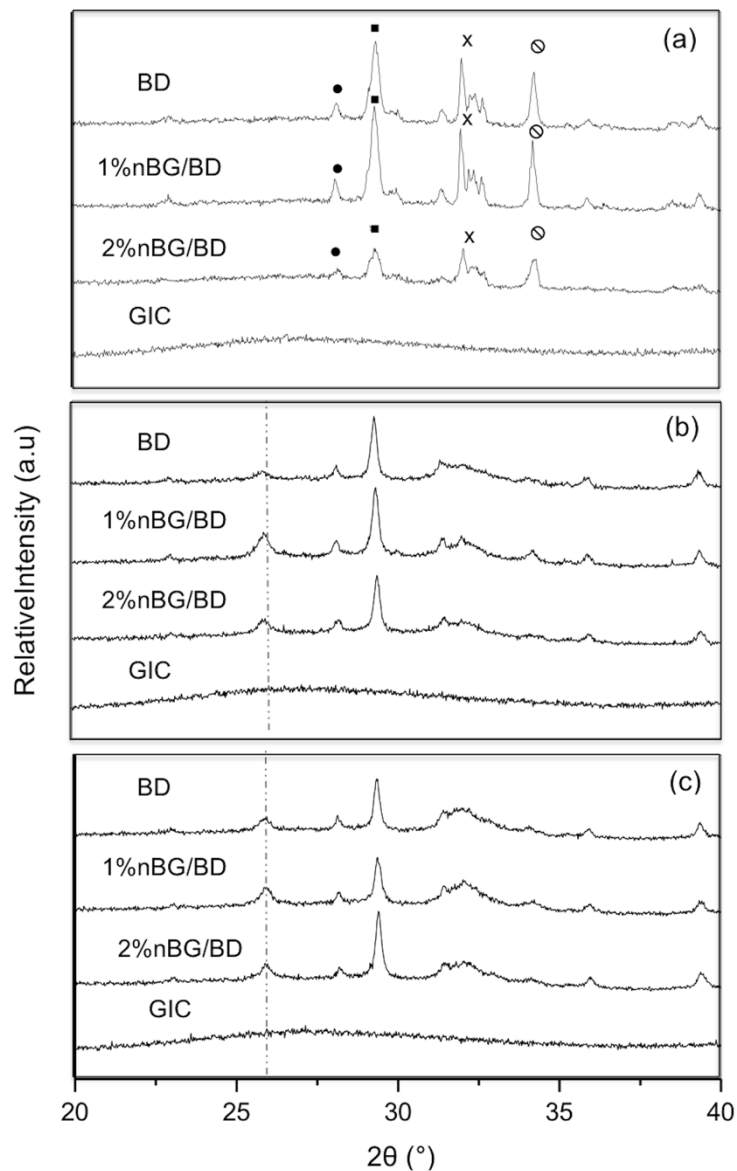 (a)
BD
1%nBG/BD
2%nBG/BD
GIC
x
x
x
(b)
BD
1%nBG/BD
2%nBG/BD
GIC
(c)
BD
1%nBG/BD
2%nBG/BD
GIC
RelativeIntensity (a.u)
20 25 30 35 40
2θ (°)